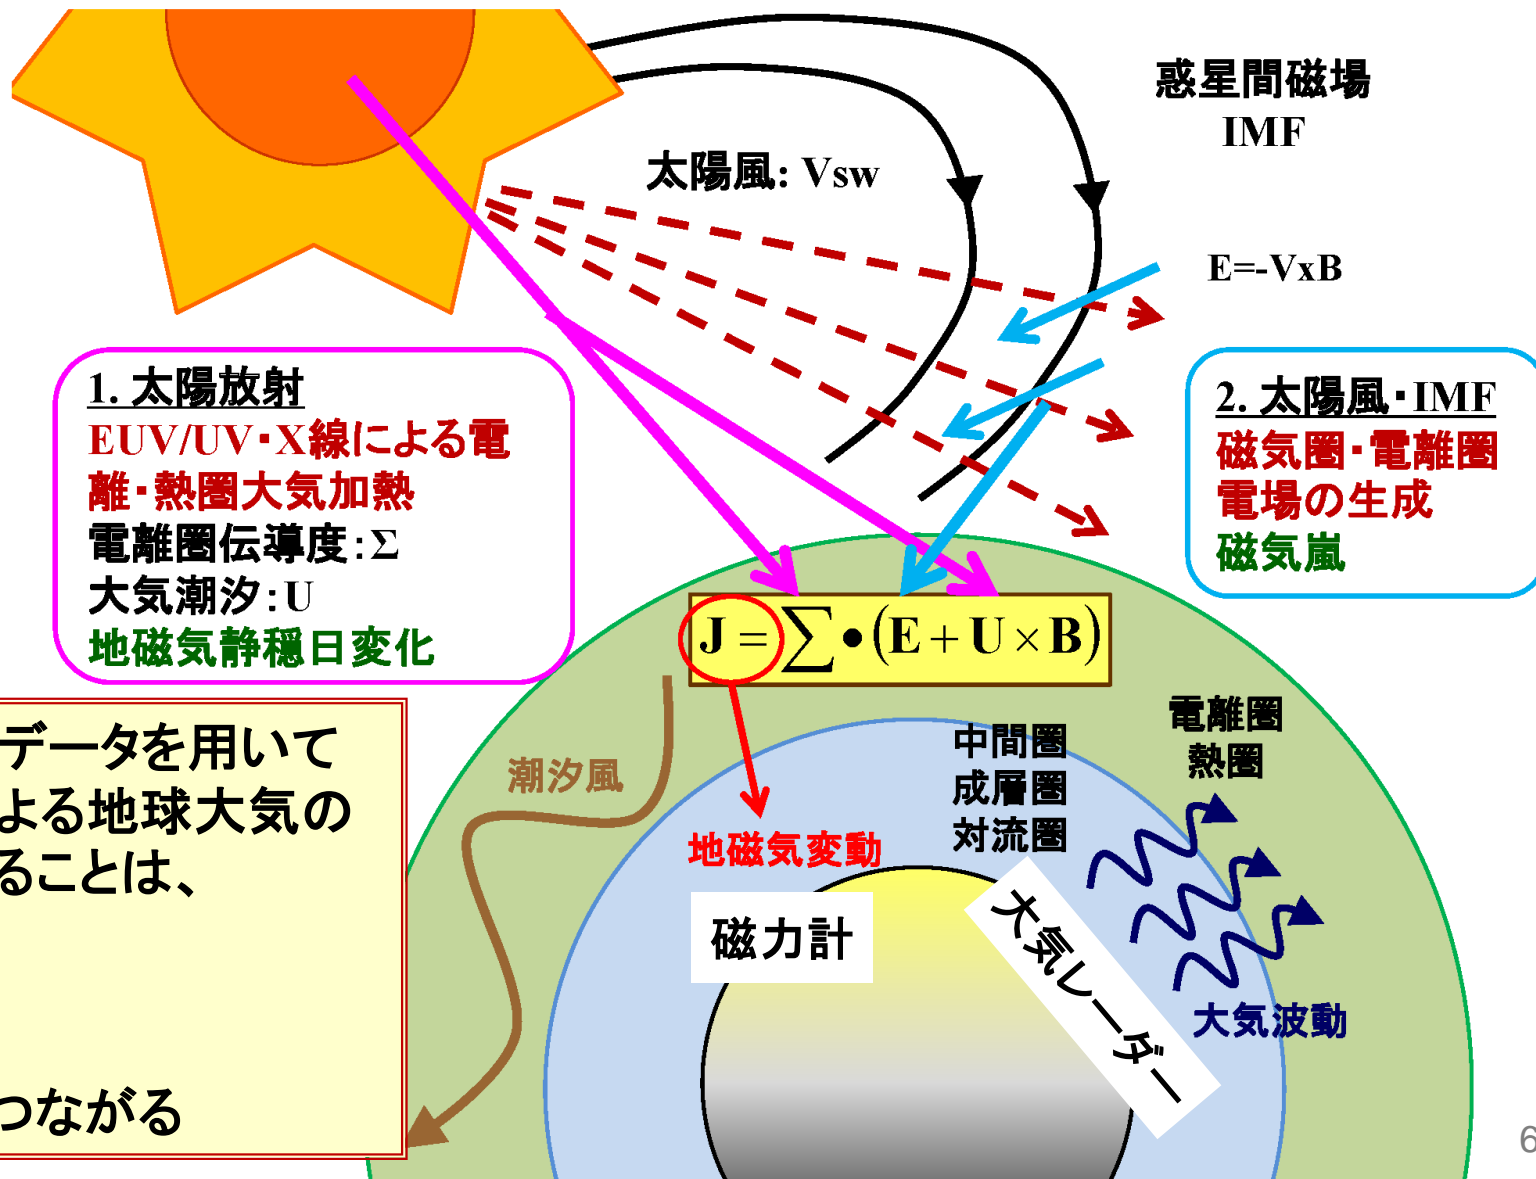 惑星間磁場
IMF
太陽風: Vsw
E=-VxB
1. 太陽放射
EUV/UV・X線による電
離・熱圏大気加熱
電離圏伝導度:Σ
大気潮汐:U
地磁気静穏日変化
2. 太陽風・IMF
磁気圏・電離圏
電場の生成
磁気嵐
J = ∑ • (E + U × B)
データを用いて
よる地球大気の
ることは、
つながる
潮汐風
地磁気変動
中間圏
成層圏
対流圏
電離圏
熱圏
磁力計
大気レーダー
大気波動
6